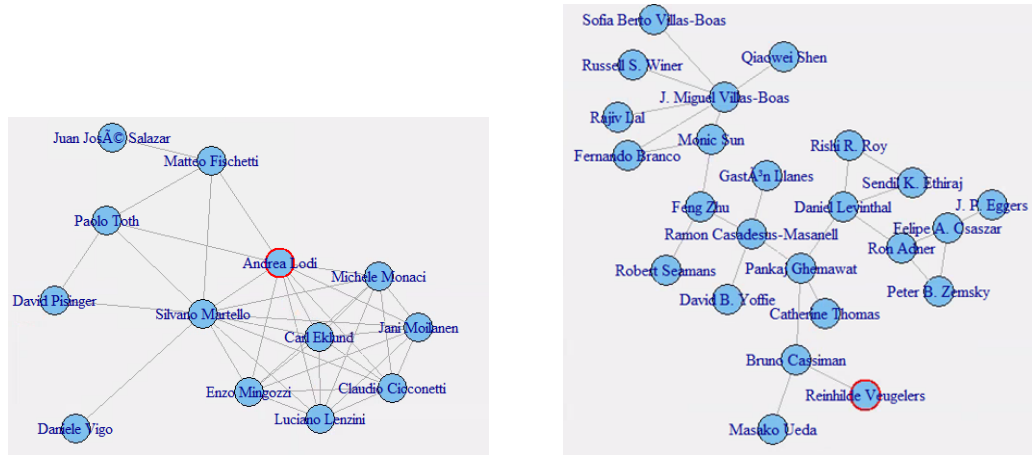 Juan JosÃ© Salazar
Matteo Fischetti
Paolo Toth
Andrea Lodi
Michele Monaci
David Pisinger
Silvano Martello
Jani Moilanen
Carl Eklund
Enzo Mingozzi
Claudio Cicconetti
Luciano Lenzini
Daniele Vigo
Sofia Berto Villas-Boas
Qiaowei Shen
Russell S. Winer
J. Miguel Villas-Boas
Rajiv Lal
Monic Sun
Rishi R. Roy
Fernando Branco
GastÃ³n Llanes
Sendil K. Ethiraj
J. P. Eggers
Feng Zhu
Daniel Levinthal
Felipe A. Csaszar
Ramon Casadesus-Masanell
Ron Adner
Robert Seamans
Pankaj Ghemawat
Peter B. Zemsky
David B. Yoffie
Catherine Thomas
Bruno Cassiman
Reinhilde Veugelers
Masako Ueda